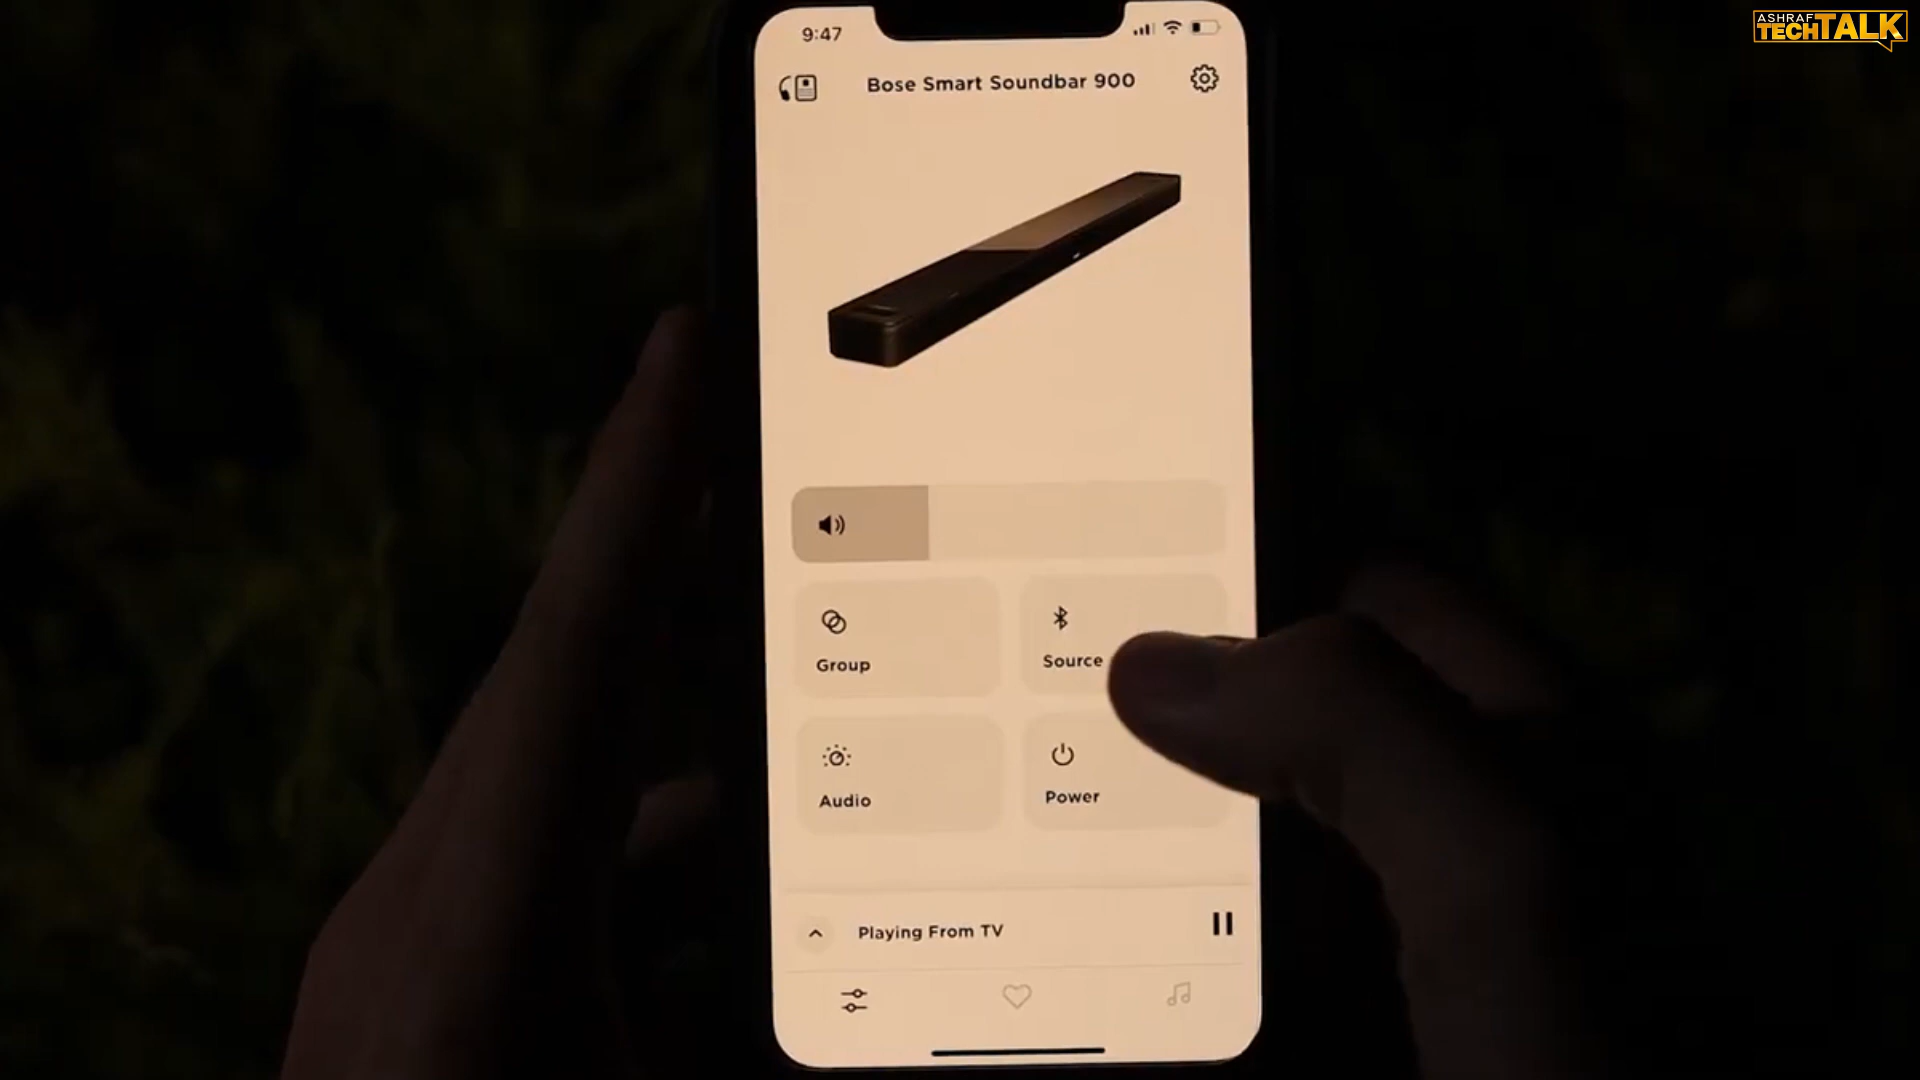 ASHRAF
TECHTALK
9:47
Bose Smart Soundbar 900
Group
Source
Audio
Power
Playing From TV